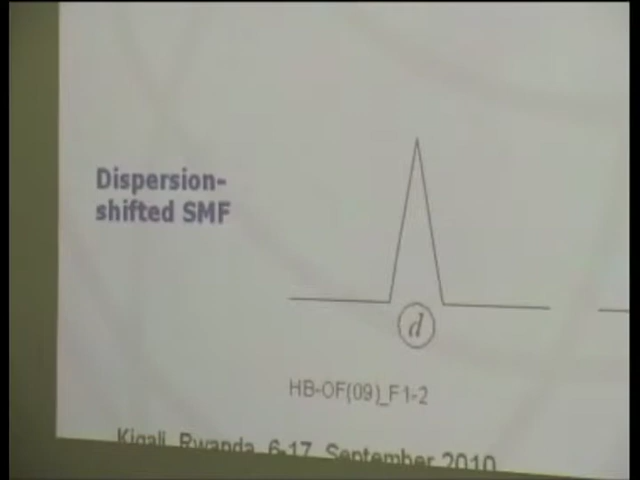 Dispersion-
shifted SMF
d
HB-OF(09)_F1-2
Kigali, Rwanda, 6-17, September 2010